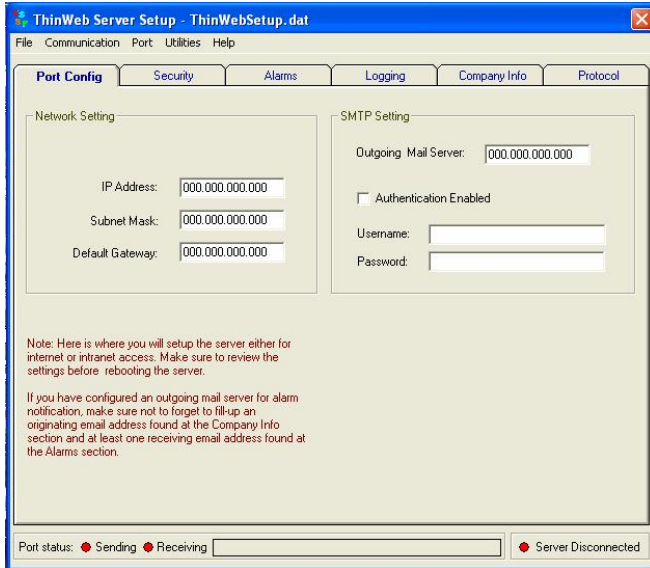 ThinWeb Server Setup - ThinWebSetup.dat
File Communication Port Utilities Help
Port Config Security Alarms Logging Company Info Protocol
Network Setting
IP Address: 000.000.000.000
Subnet Mask: 000.000.000.000
Default Gateway: 000.000.000.000
SMTP Setting
Outgoing Mail Server: 000.000.000.000
Authentication Enabled
Username:
Password:
Note: Here is where you will setup the server either for
internet or intranet access. Make sure to review the
settings before rebooting the server.
If you have configured an outgoing mail server for alarm
notification, make sure not to forget to fill-up an
originating email address found at the Company Info
section and at least one receiving email address found at
the Alarms section.
Port status: Sending Receiving Server Disconnected